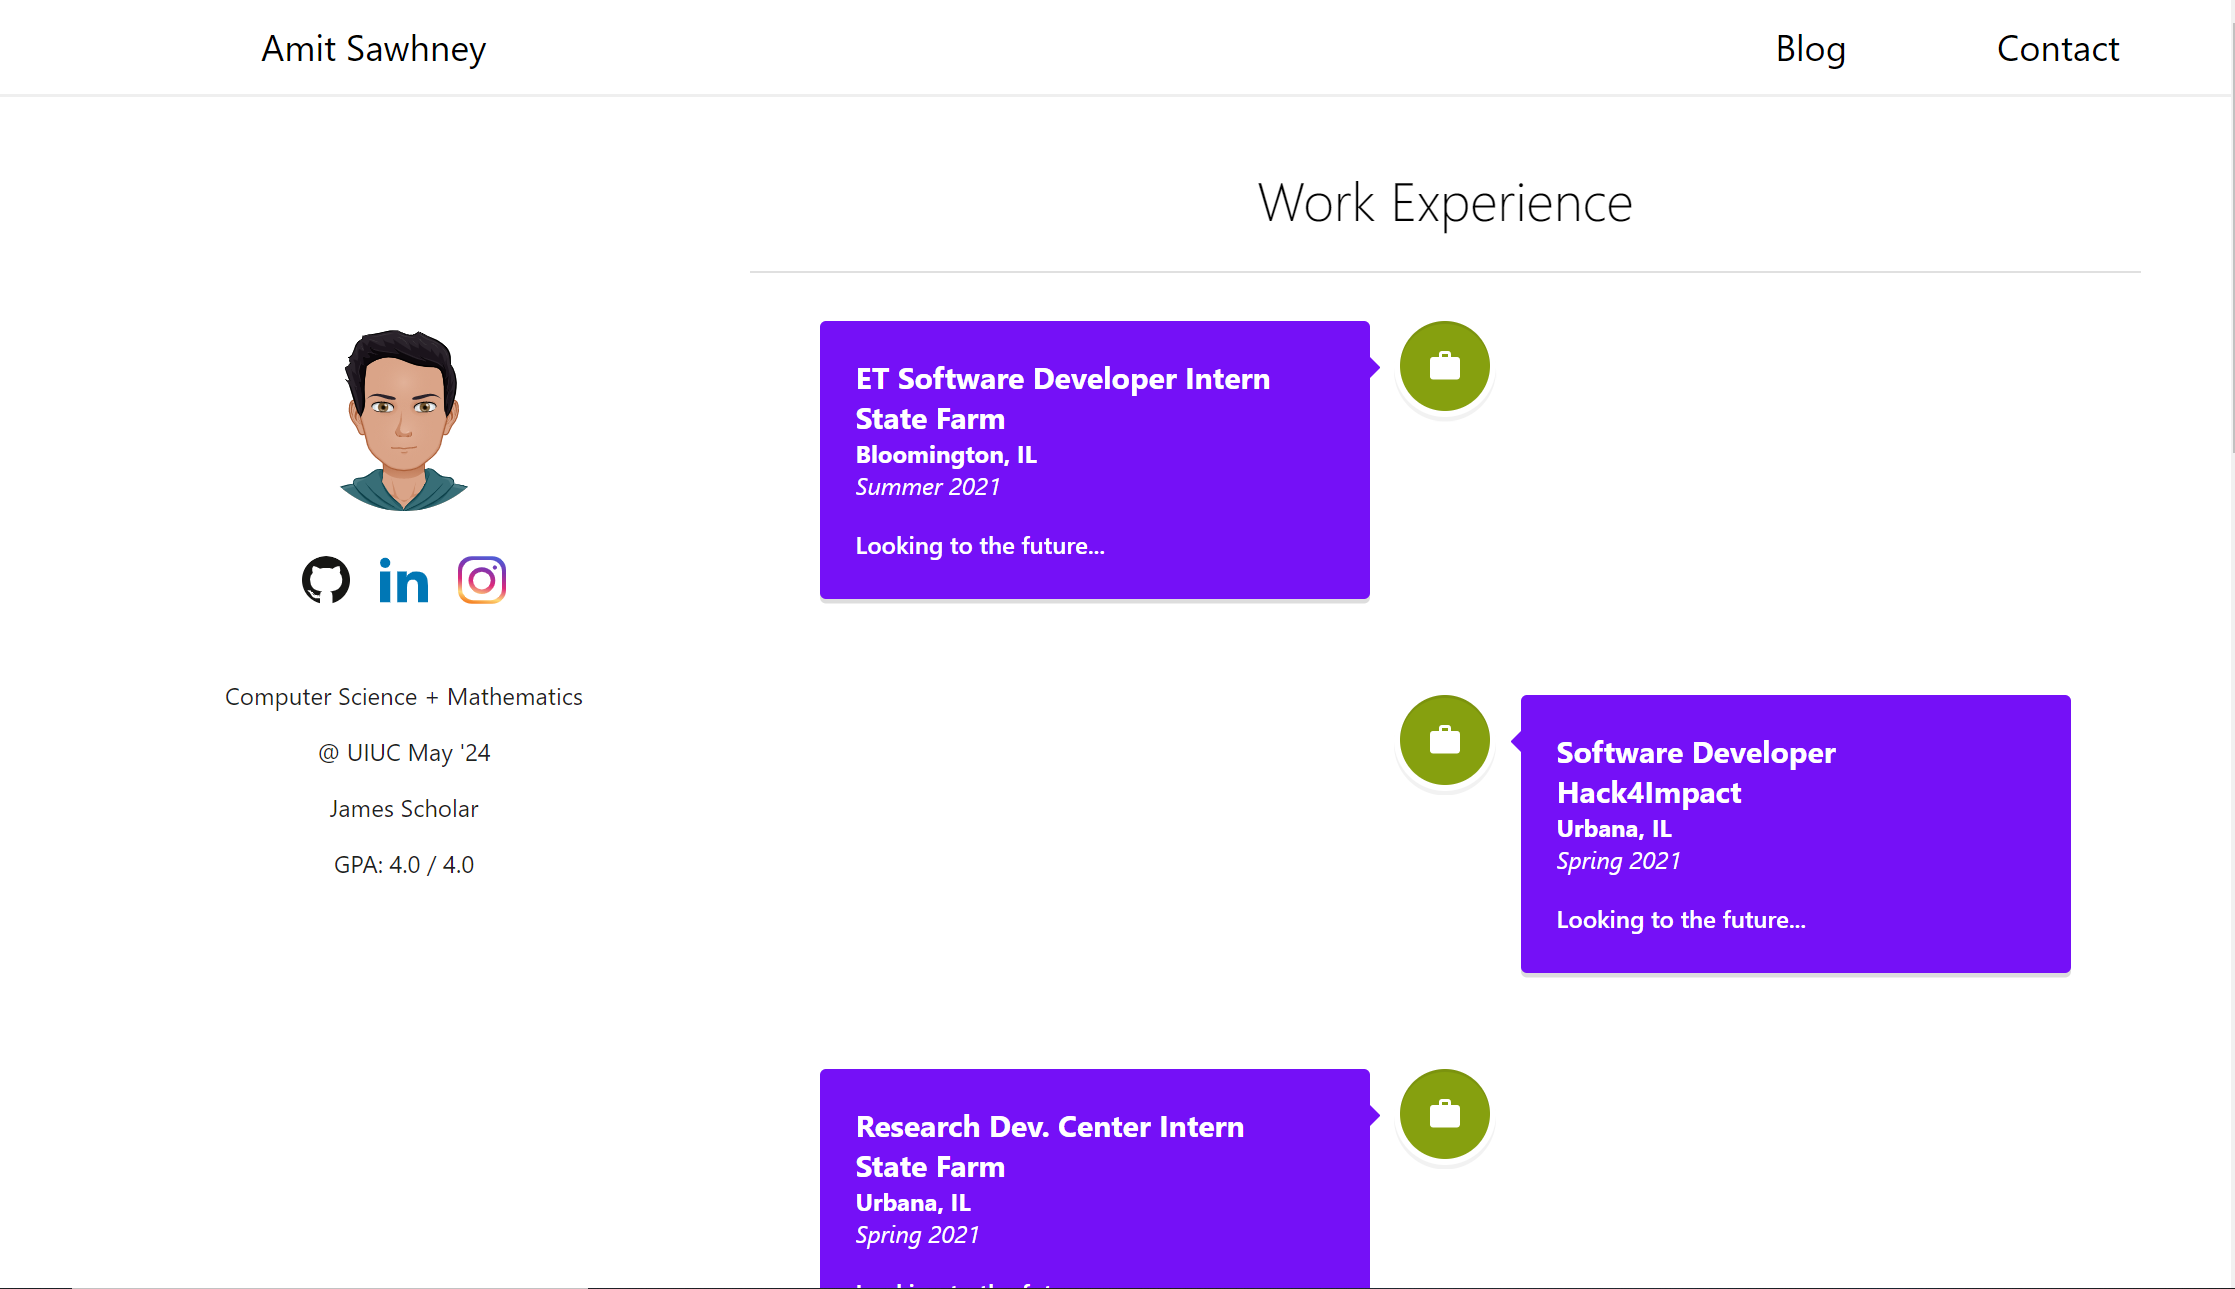 Amit Sawhney
Blog
Contact
Work Experience
ET Software Developer Intern
State Farm
Bloomington, IL
Summer 2021
Looking to the future...
in
Computer Science + Mathematics
@ UIUC May '24
James Scholar
GPA: 4.0 / 4.0
Software Developer
Hack4Impact
Urbana, IL
Spring 2021
Looking to the future...
Research Dev. Center Intern
State Farm
Urbana, IL
Spring 2021